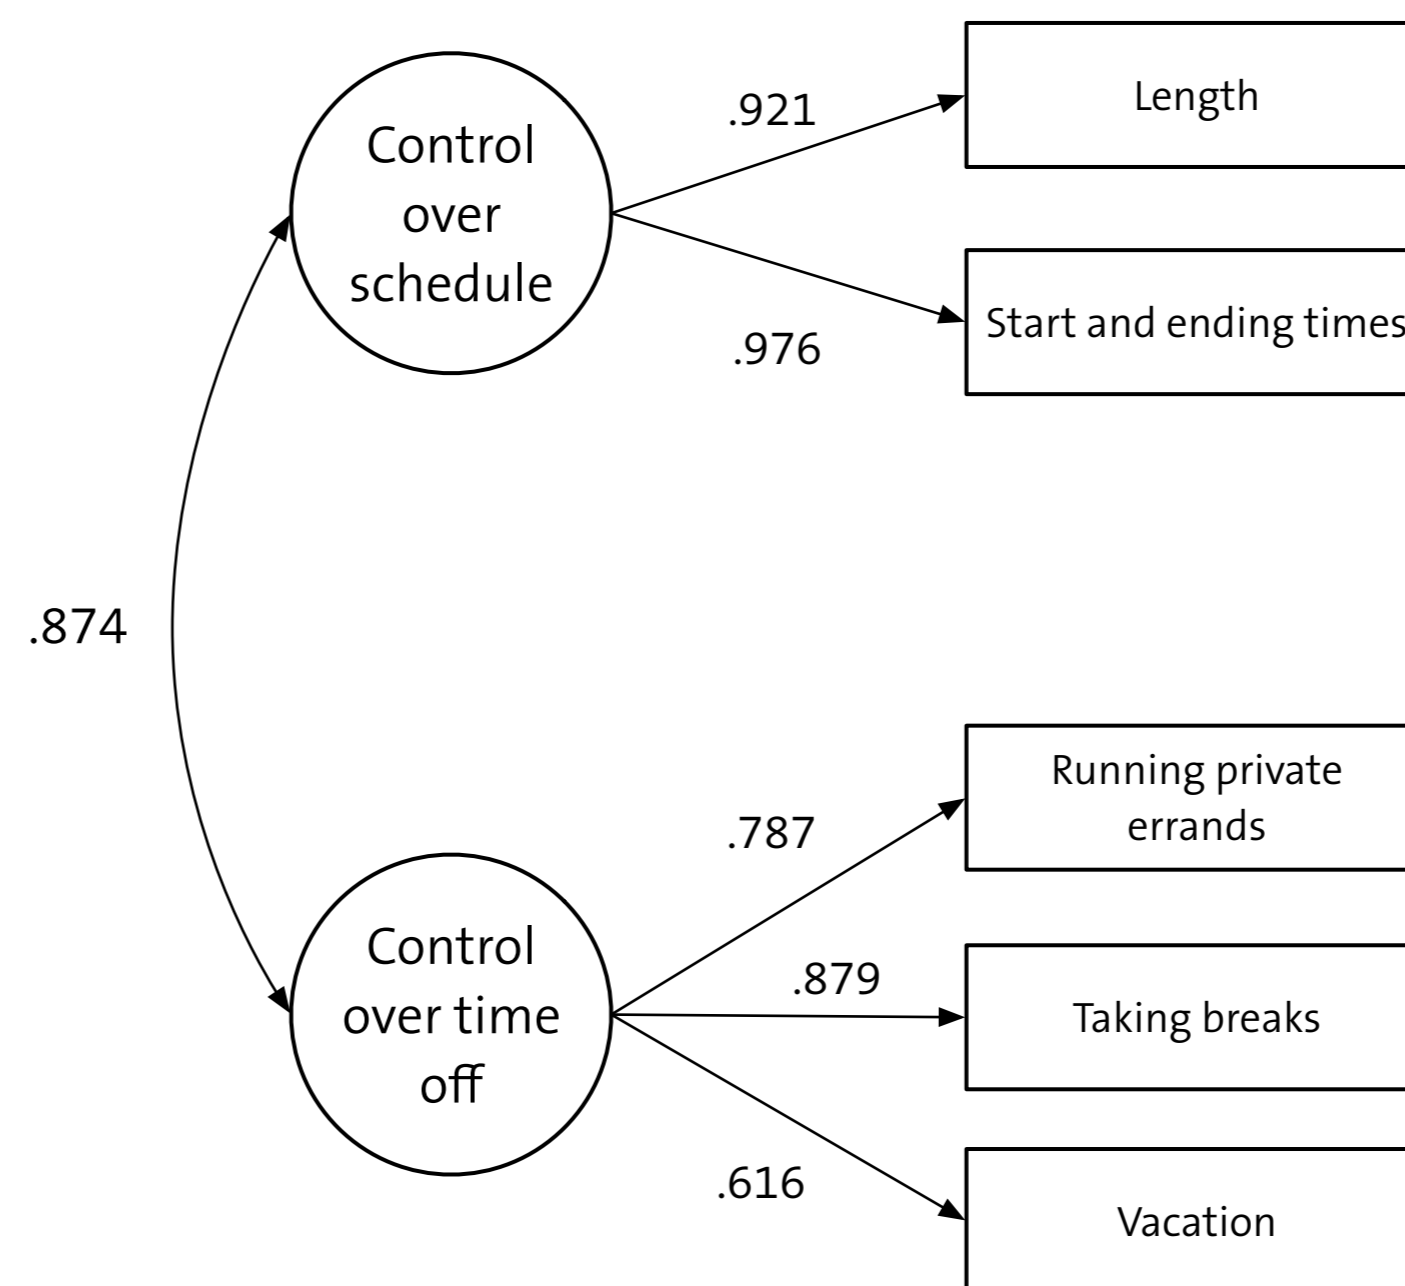 Control
over
schedule
.921
Length
.976
Start and ending times
.874
Control
over time
off
.787
Running private
errands
.879
Taking breaks
.616
Vacation